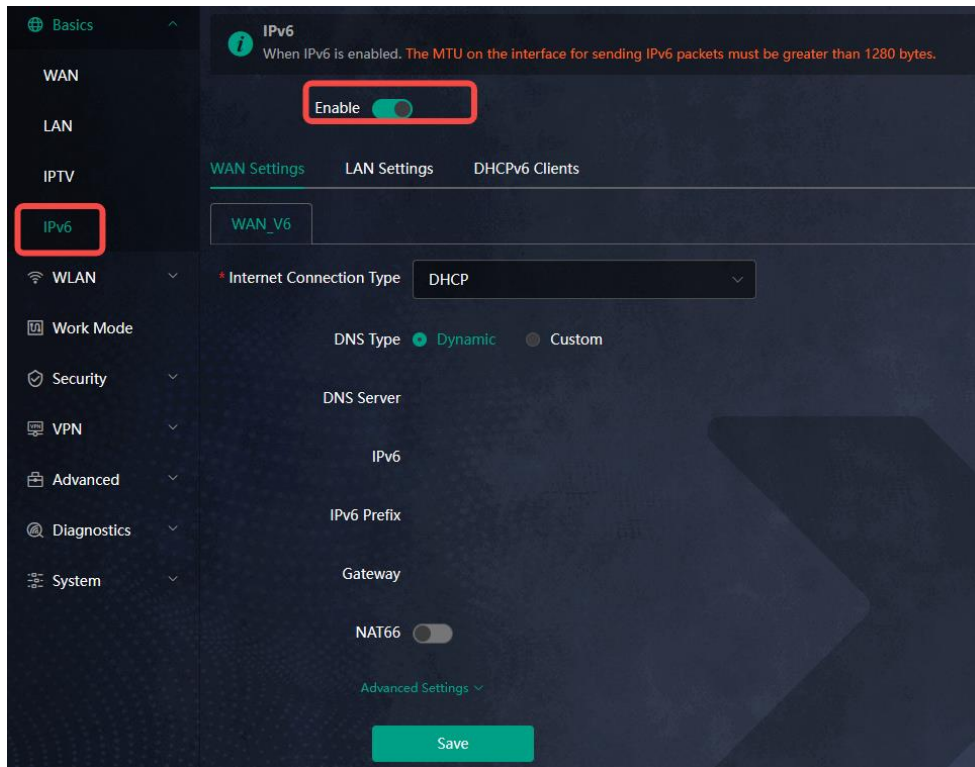 Basics
WAN
LAN
IPTV
IPv6
WLAN
Work Mode
Security
VPN
Advanced
Diagnostics
System
IPv6
When IPv6 is enabled. The MTU on the interface for sending IPv6 packets must be greater than 1280 bytes.
Enable
WAN Settings LAN Settings DHCPv6 Clients
WAN_V6
* Internet Connection Type DHCP
DNS Type Dynamic Custom
DNS Server
IPv6
IPv6 Prefix
Gateway
NAT66
Advanced Settings
Save